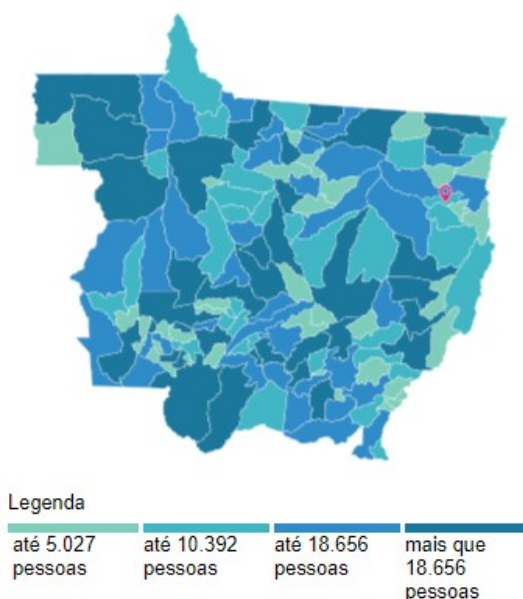 Legenda
até 5.027 até 10.392 até 18.656 mais que
pessoas pessoas pessoas 18.656
pessoas